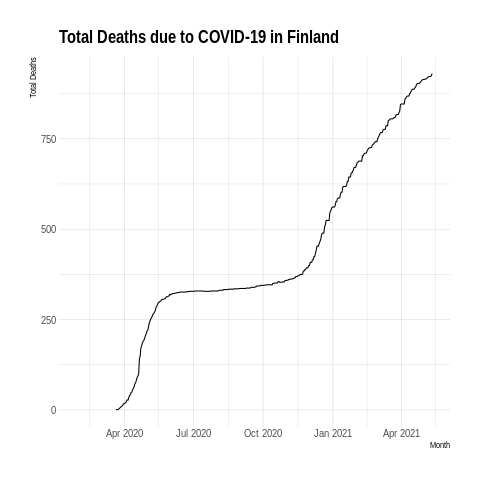 Total Deaths due to COVID-19 in Finland
Total Deaths
750
500
250
0
Apr 2020 Jul 2020 Oct 2020 Jan 2021 Apr 2021
Month